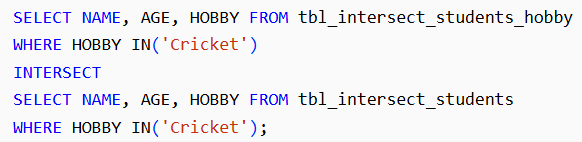 SELECT NAME, AGE, HOBBY FROM tbl_intersect_students_hobby
WHERE HOBBY IN('Cricket')
INTERSECT
SELECT NAME, AGE, HOBBY FROM tbl_intersect_students
WHERE HOBBY IN('Cricket');